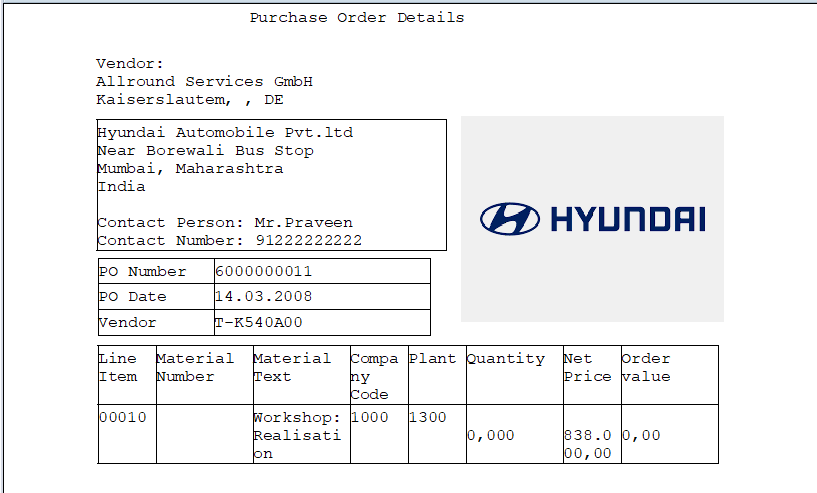 Purchase Order Details
Vendor:
Allround Services GmbH
Kaiserslautem, , DE
Hyundai Automobile Pvt.ltd
Near Borewali Bus Stop
Mumbai, Maharashtra
India
Contact Person: Mr.Praveen
Contact Number: 91222222222
HYUNDAI
PO Number 6000000011
PO Date 14.03.2008
Vendor T-K540A00
Line Item Material Number Material Text Compa ny Code Plant Quantity Net Price Order value
00010 Workshop: Realisati on 1000 1300 0,000 838.0 00,00 0,00